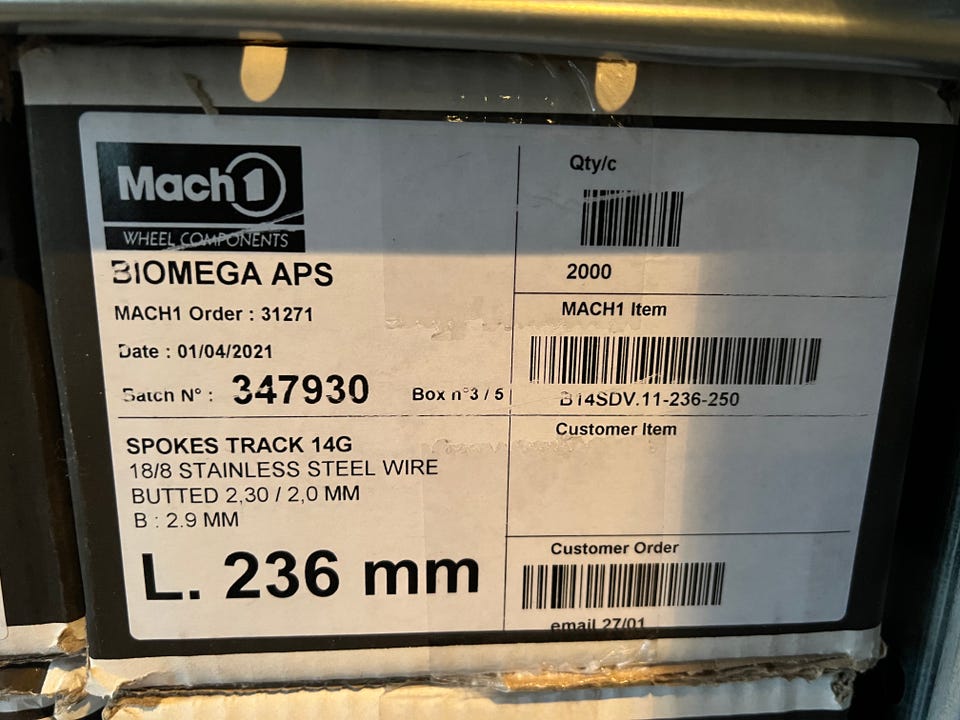 Mach1
WHEEL COMPONENTS
BIOMEGA APS
MACH1 Order : 31271
Date : 01/04/2021
Batch N° : 347930 Box n°3 / 5
SPOKES TRACK 14G
18/8 STAINLESS STEEL WIRE
BUTTED 2,30 / 2,0 MM
B : 2.9 MM
L. 236 mm
Qty/c
2000
MACH1 Item
B14SDV.11-236-250
Customer Item
Customer Order
email 27/01